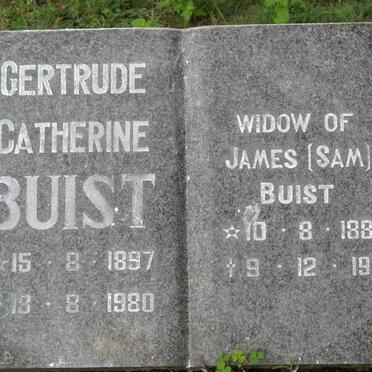 GERTRUDE
CATHERINE
BUIST
15 · 8 · 1897
13 · 8 · 1980
WIDOW OF
JAMES (SAM)
BUIST
☆ 10 · 8 · 188
† 9 · 12 · 19